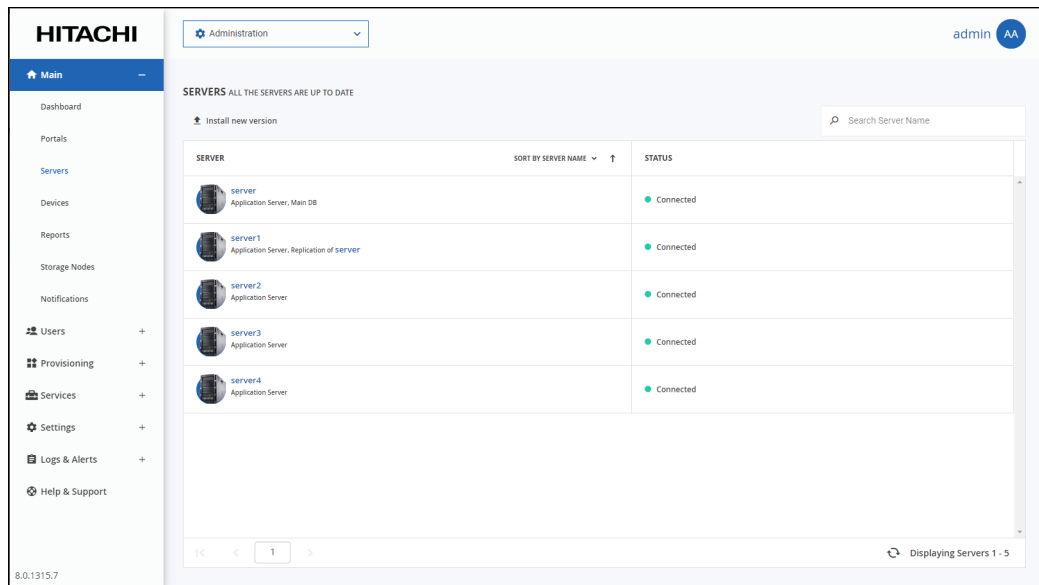 HITACHI
Administration
admin AA
Main
Dashboard
Portals
Servers
Devices
Reports
Storage Nodes
Notifications
Users
Provisioning
Services
Settings
Logs & Alerts
Help & Support
8.0.1315.7
SERVERS ALL THE SERVERS ARE UP TO DATE
Install new version
Search Server Name
SERVER SORT BY SERVER NAME STATUS
server
Application Server, Main DB
Connected
server1
Application Server, Replication of server
Connected
server2
Application Server
Connected
server3
Application Server
Connected
server4
Application Server
Connected
1
Displaying Servers 1 - 5